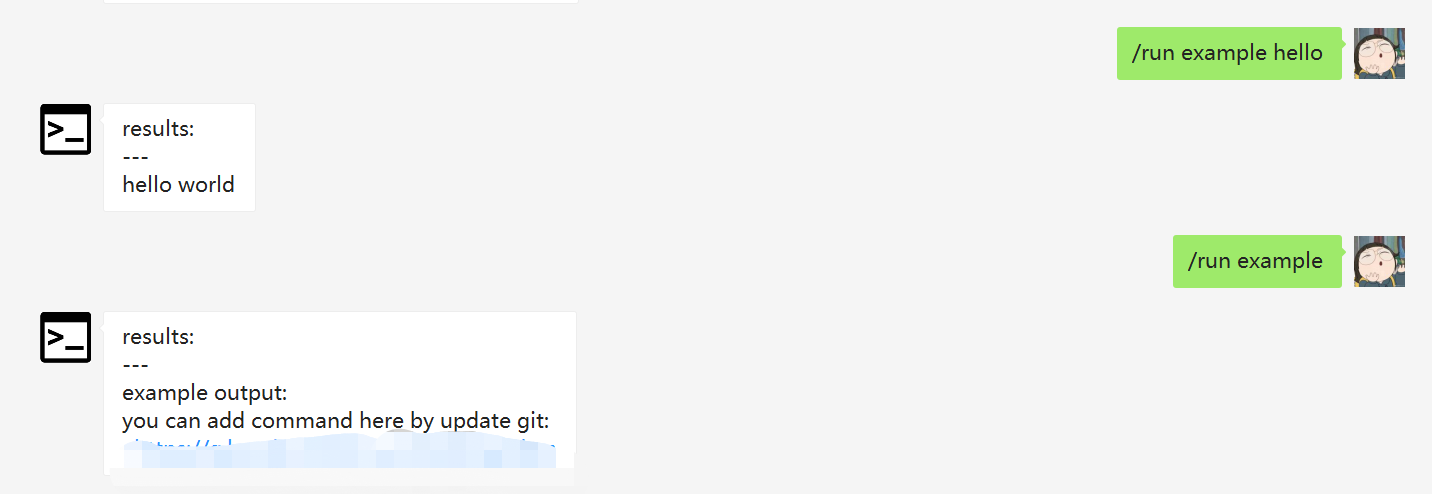 /run example hello
>_
results:
---
hello world
/run example
>_
results:
---
example output:
you can add command here by update git: